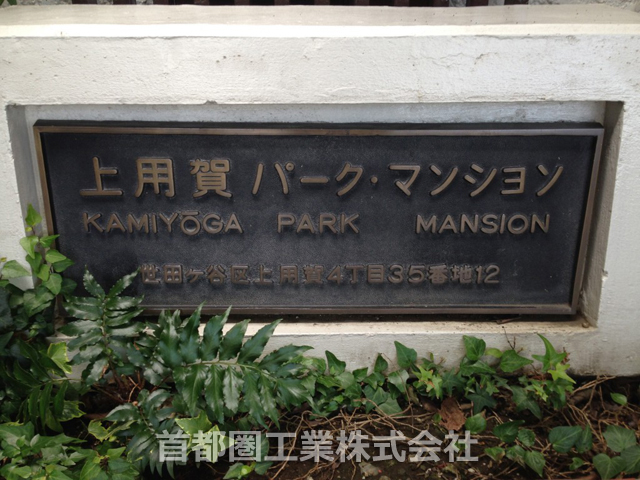 上用賀パーク・マンション
KAMIYŌGA PARK MANSION
世田ヶ谷区上用賀4丁目35番地12
首都圏工業株式会社